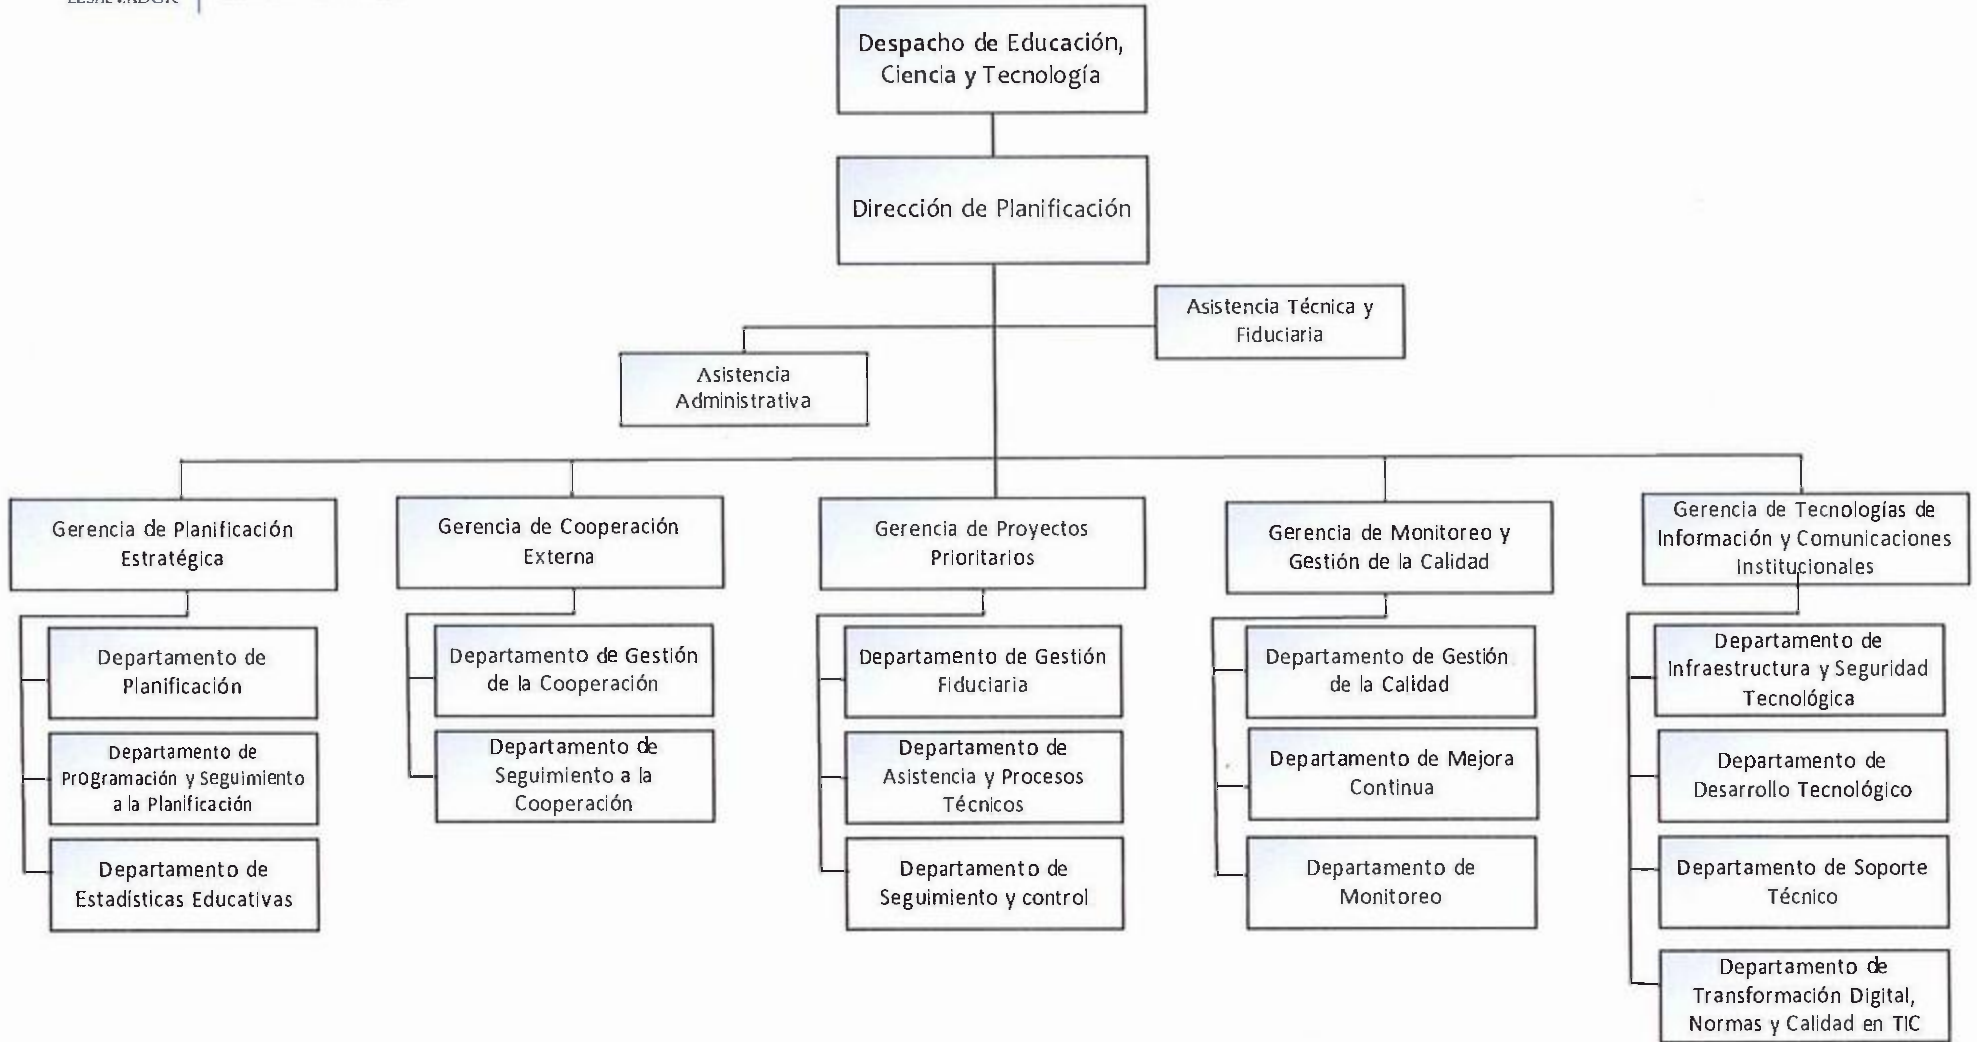 Despacho de Educación,
Ciencia y Tecnología
Dirección de Planificación
Asistencia Técnica y
Fiduciaria
Asistencia
Administrativa
Gerencia de Planificación
Estratégica
Gerencia de Cooperación
Externa
Gerencia de Proyectos
Prioritarios
Gerencia de Monitoreo y
Gestión de la Calidad
Gerencia de Tecnologías de
Información y Comunicaciones
Institucionales
Departamento de
Planificación
Departamento de
Programación y Seguimiento
a la Planificación
Departamento de
Estadísticas Educativas
Departamento de Gestión
de la Cooperación
Departamento de
Seguimiento a la
Cooperación
Departamento de Gestión
Fiduciaria
Departamento de
Asistencia y Procesos
Técnicos
Departamento de
Seguimiento y control
Departamento de Gestión
de la Calidad
Departamento de Mejora
Continua
Departamento de
Monitoreo
Departamento de
Infraestructura y Seguridad
Tecnológica
Departamento de
Desarrollo Tecnológico
Departamento de Soporte
Técnico
Departamento de
Transformación Digital,
Normas y Calidad en TIC